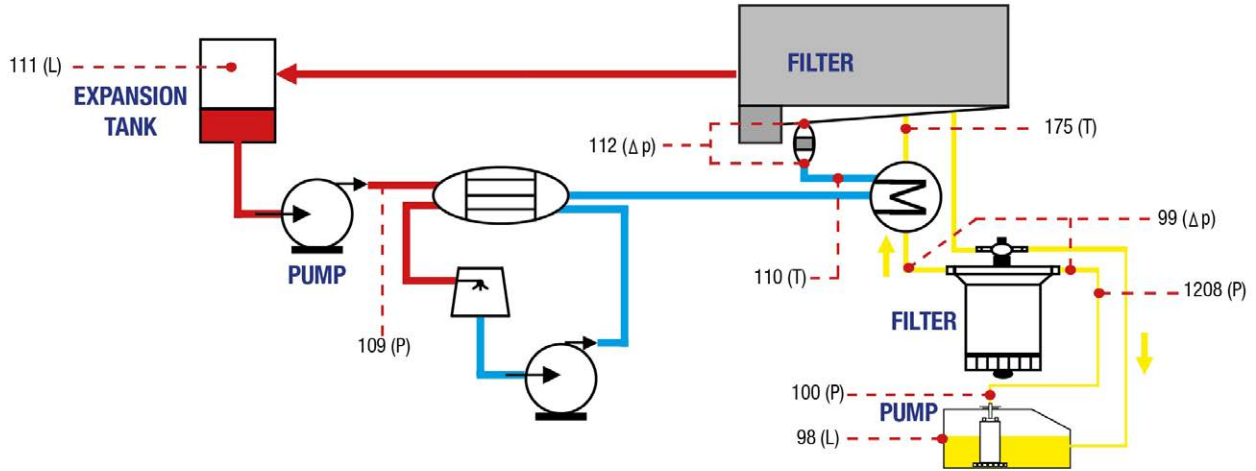 111 (L)
EXPANSION
TANK
PUMP
109 (P)
FILTER
112 (Δ p)
175 (T)
110 (T)
99 (Δ p)
1208 (P)
FILTER
100 (P)
PUMP
98 (L)